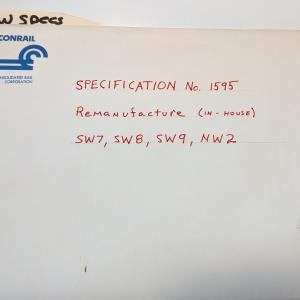 W SPECS
CONRAIL
CONSOLIDATED RAIL
CORPORATION
SPECIFICATION No. 1595
Remanufacture (IN-HOUSE)
SW7, SW8, SW9, NW2